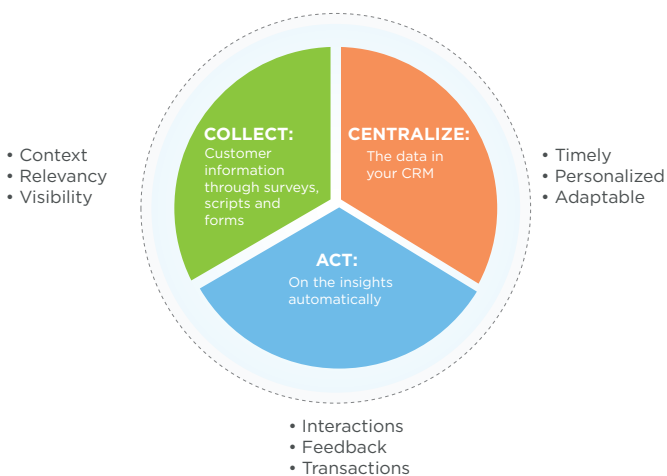 COLLECT:
Customer
information
through surveys,
scripts and
forms
CENTRALIZE:
The data in
your CRM
ACT:
On the insights
automatically
• Context
• Relevancy
• Visibility
• Timely
• Personalized
• Adaptable
• Interactions
• Feedback
• Transactions